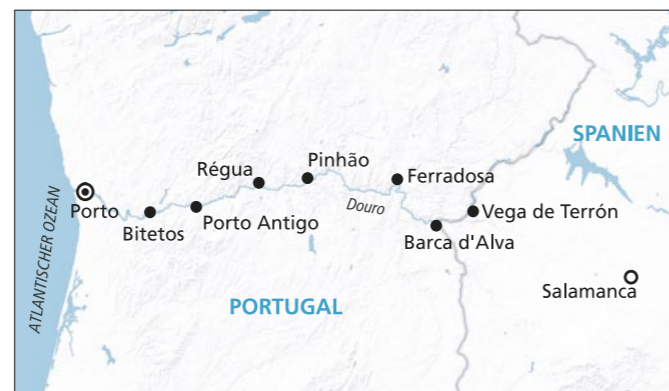 SPANIEN
Pinhão
Régua
Ferradosa
Porto
Bitetos
Porto Antigo
Douro
Vega de Terrón
Barca d'Alva
ATLANTISCHER OZEAN
Salamanca
PORTUGAL